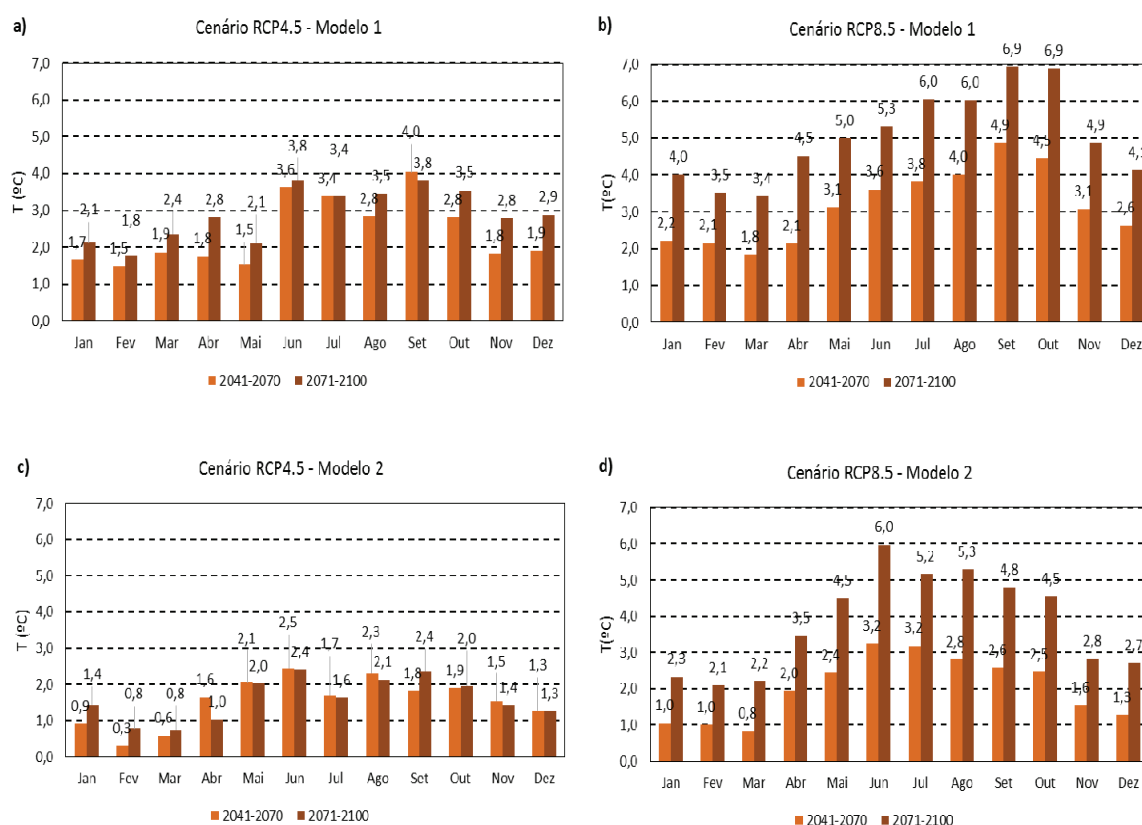 a)
Cenário RCP4.5 - Modelo 1
7,0
6,0
5,0
4,0
3,0
2,0
1,0
0,0
T (ºC)
1,7 2,1 1,5 1,8 1,9 2,4 1,8 2,8 1,5 2,1 3,6 3,8 3,4 3,4 2,8 3,5 4,0 3,8 2,8 3,5 1,8 2,8 1,9 2,9
Jan Fev Mar Abr Mai Jun Jul Ago Set Out Nov Dez
2041-2070 2071-2100
b)
Cenário RCP8.5 - Modelo 1
7,0
6,0
5,0
4,0
3,0
2,0
1,0
0,0
T(ºC)
2,2 4,0 2,1 3,5 1,8 3,4 2,1 4,5 3,1 5,0 3,6 5,3 3,8 6,0 4,0 6,0 4,9 6,9 4,5 6,9 3,1 4,9 2,6
Jan Fev Mar Abr Mai Jun Jul Ago Set Out Nov Dez
2041-2070 2071-2100
c)
Cenário RCP4.5 - Modelo 2
7,0
6,0
5,0
4,0
3,0
2,0
1,0
0,0
T (ºC)
0,9 1,4 0,3 0,8 0,6 0,8 1,6 1,0 2,1 2,0 2,5 2,4 1,7 1,6 2,3 2,1 1,8 2,4 1,9 2,0 1,5 1,4 1,3 1,3
Jan Fev Mar Abr Mai Jun Jul Ago Set Out Nov Dez
2041-2070 2071-2100
d)
Cenário RCP8.5 - Modelo 2
7,0
6,0
5,0
4,0
3,0
2,0
1,0
0,0
T(ºC)
1,0 2,3 1,0 2,1 0,8 2,2 2,0 3,5 2,4 4,5 3,2 6,0 3,2 5,2 2,8 5,3 2,6 4,8 2,5 4,5 1,6 2,8 1,3 2,7
Jan Fev Mar Abr Mai Jun Jul Ago Set Out Nov Dez
2041-2070 2071-2100